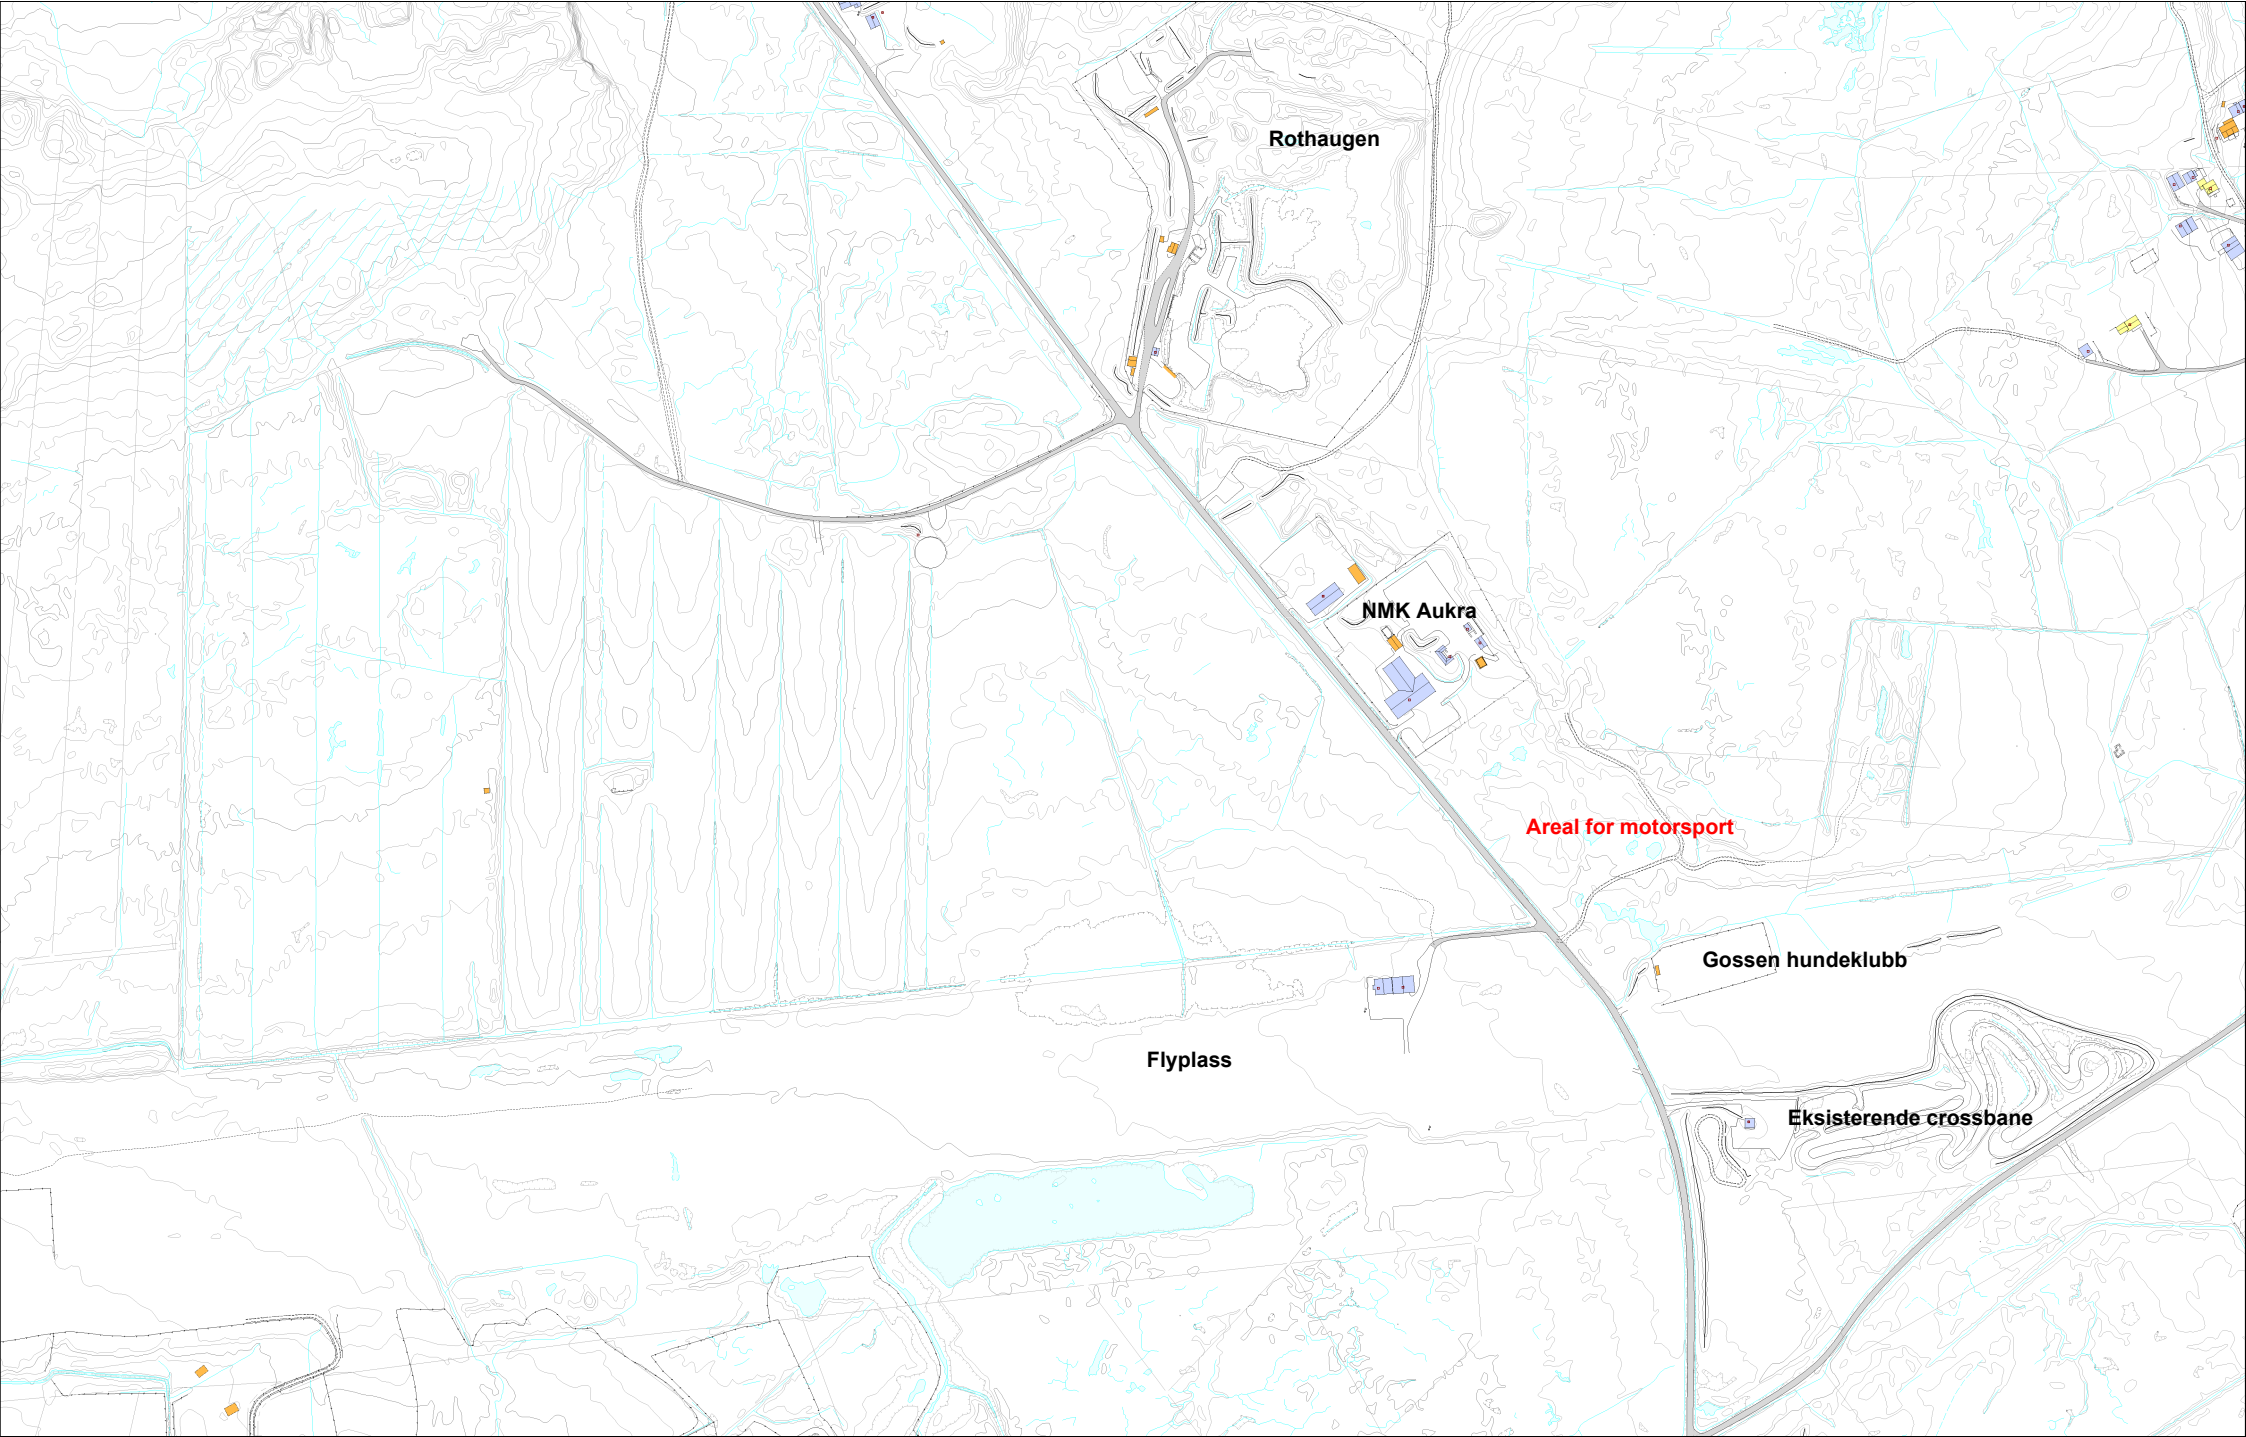 Rothaugen
NMK Aukra
Areal for motorsport
Gossen hundeklubb
Flyplass
Eksisterende crossbane